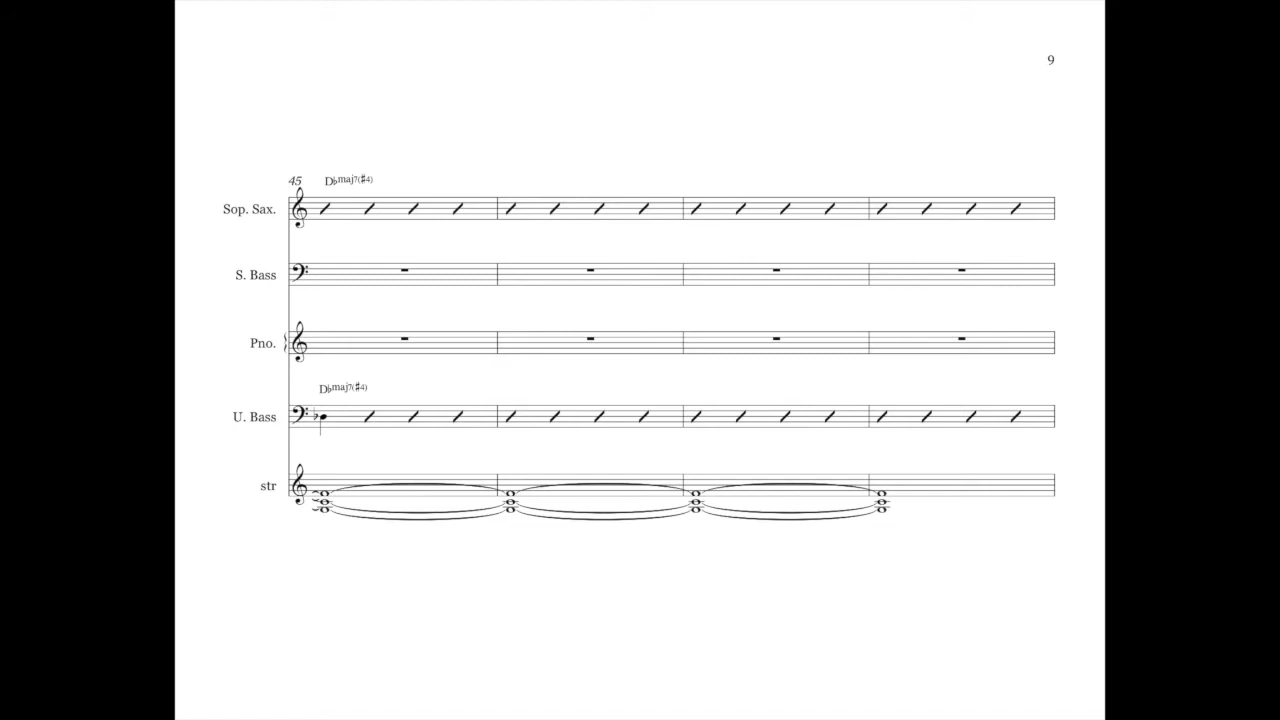 9
45
D♭maj7(♯4)
Sop. Sax.
S. Bass
Pno.
D♭maj7(♯4)
U. Bass
str